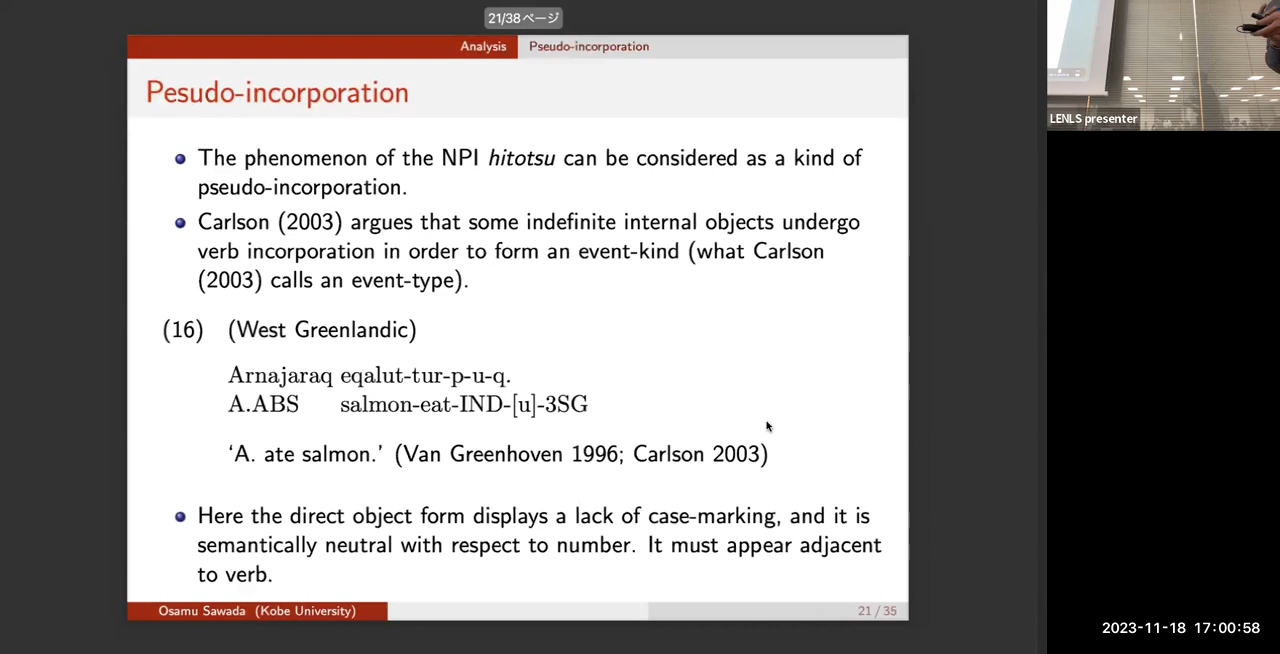 21/38ページ
Analysis Pseudo-incorporation
Pesudo-incorporation
The phenomenon of the NPI hitotsu can be considered as a kind of
pseudo-incorporation.
Carlson (2003) argues that some indefinite internal objects undergo
verb incorporation in order to form an event-kind (what Carlson
(2003) calls an event-type).
(16) (West Greenlandic)
Arnajaraq eqalut-tur-p-u-q.
A.ABS salmon-eat-IND-[u]-3SG
‘A. ate salmon.’ (Van Greenhoven 1996; Carlson 2003)
Here the direct object form displays a lack of case-marking, and it is
semantically neutral with respect to number. It must appear adjacent
to verb.
Osamu Sawada (Kobe University)
21 / 35
LENLS presenter
2023-11-18 17:00:58